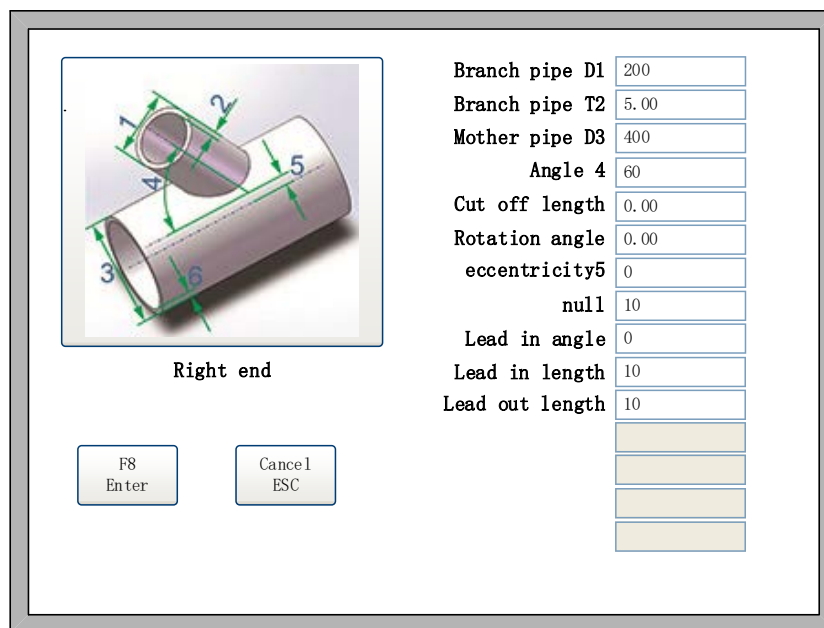 1
2
3
4
5
6
Right end
F8
Enter
Cancel
ESC
Branch pipe D1 200
Branch pipe T2 5.00
Mother pipe D3 400
Angle 4 60
Cut off length 0.00
Rotation angle 0.00
eccentricity5 0
null 10
Lead in angle 0
Lead in length 10
Lead out length 10